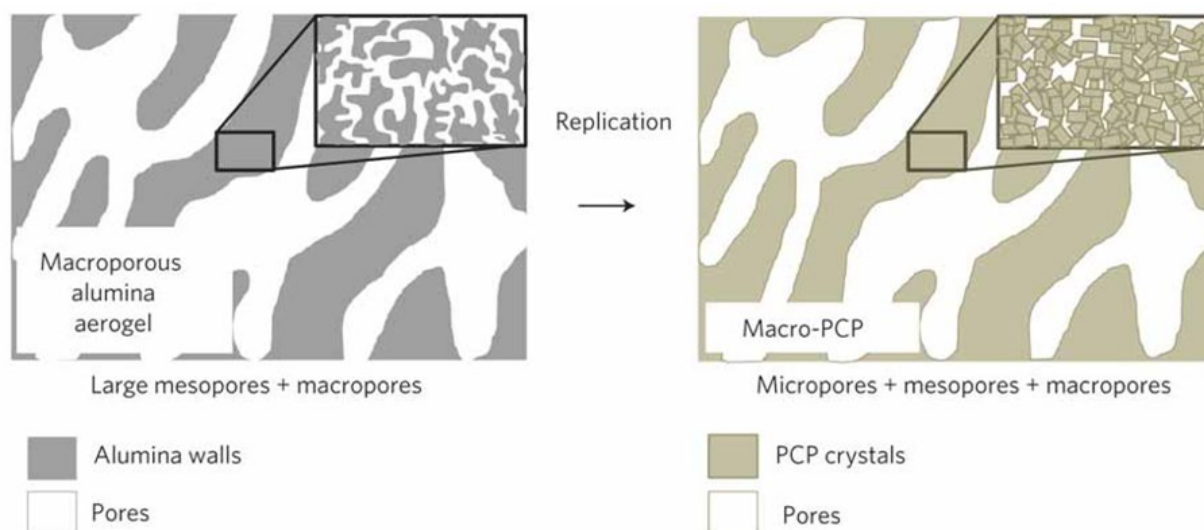 Macroporous
alumina
aerogel
Large mesopores + macropores
Alumina walls
Pores
Replication
Macro-PCP
Micropores + mesopores + macropores
PCP crystals
Pores